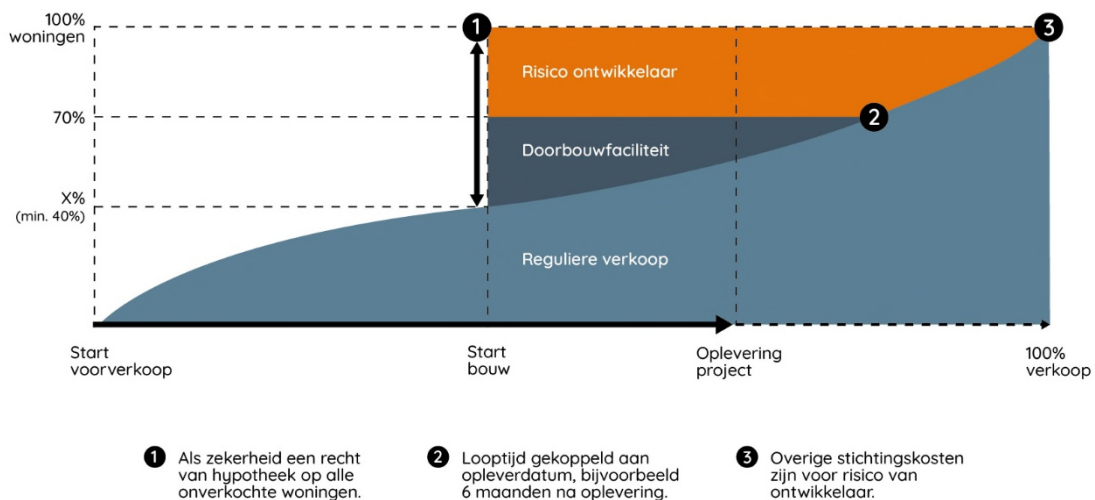 100%
woningen
1
3
Risico ontwikkelaar
70%
2
Doorbouwfaciliteit
X%
(min. 40%)
Reguliere verkoop
Start
voorverkoop
Start
bouw
Oplevering
project
100%
verkoop
1 Als zekerheid een recht
van hypotheek op alle
onverkochte woningen.
2 Looptijd gekoppeld aan
opleverdatum, bijvoorbeeld
6 maanden na oplevering.
3 Overige stichtingskosten
zijn voor risico van
ontwikkelaar.